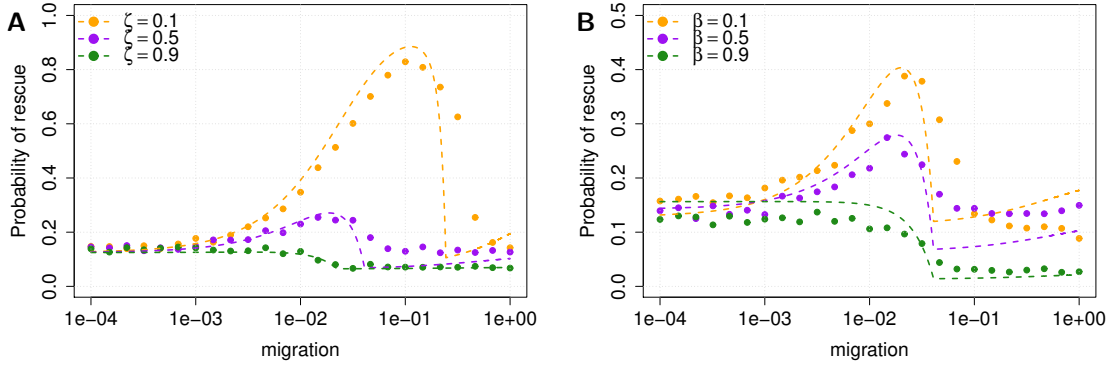 A
ζ = 0.1
ζ = 0.5
ζ = 0.9
Probability of rescue
0.0
0.2
0.4
0.6
0.8
1.0
1e−04
1e−03
1e−02
1e−01
1e+00
migration
B
β = 0.1
β = 0.5
β = 0.9
Probability of rescue
0.0
0.1
0.2
0.3
0.4
0.5
1e−04
1e−03
1e−02
1e−01
1e+00
migration